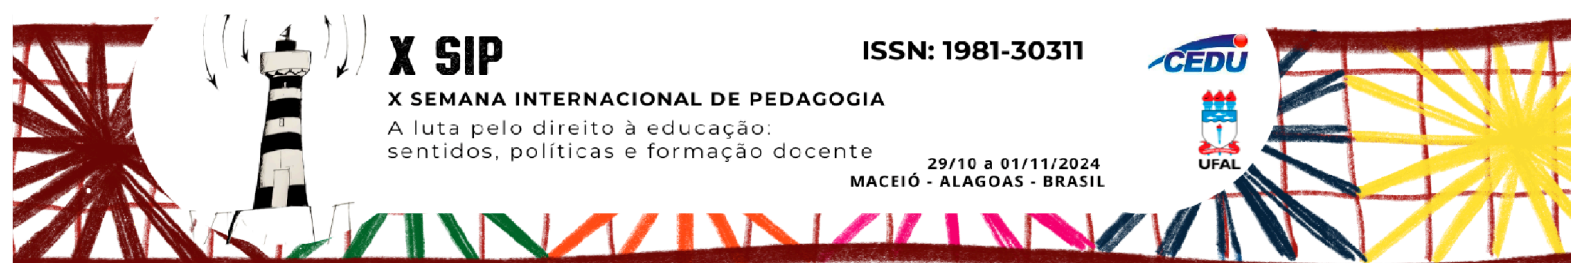 X SIP
ISSN: 1981-30311
CEDU
X SEMANA INTERNACIONAL DE PEDAGOGIA
A luta pelo direito à educação:
sentidos, políticas e formação docente
29/10 a 01/11/2024
MACEIÓ - ALAGOAS - BRASIL
UFAL